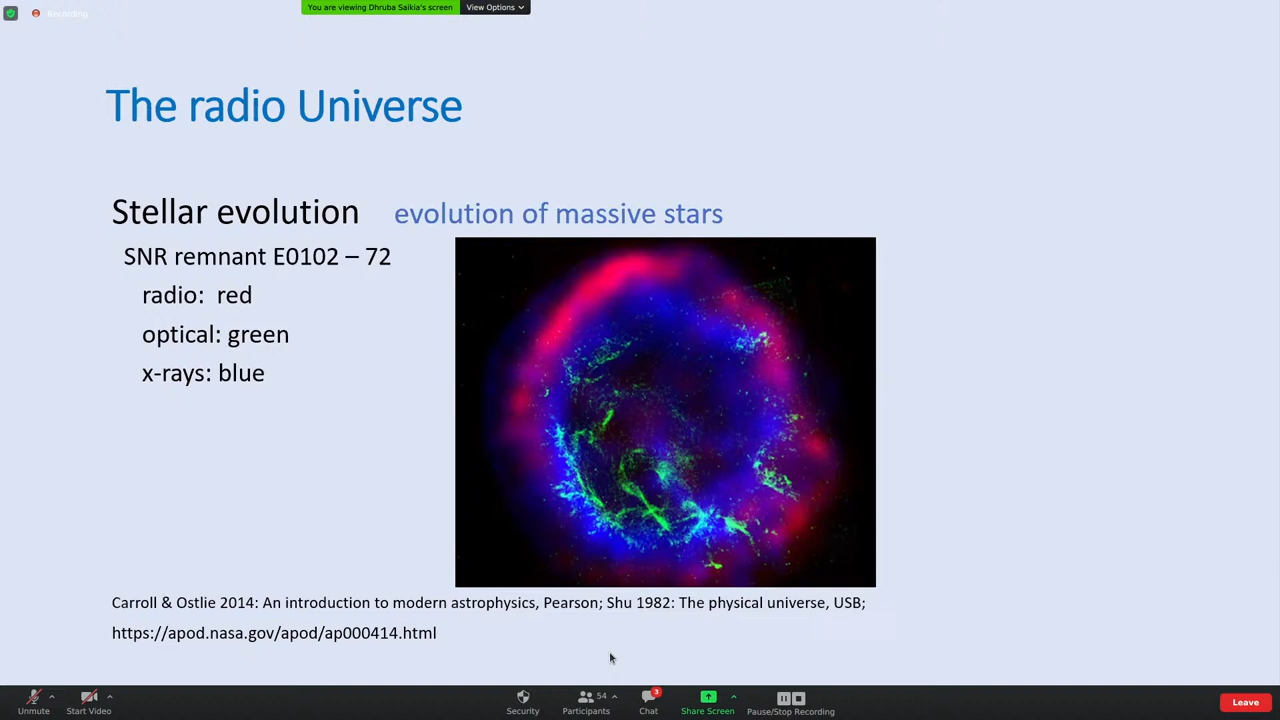 Recording
You are viewing Dhruba Saikia's screen
View Options
The radio Universe
Stellar evolution evolution of massive stars
SNR remnant E0102 – 72
radio: red
optical: green
x-rays: blue
Carroll & Ostlie 2014: An introduction to modern astrophysics, Pearson; Shu 1982: The physical universe, USB;
https://apod.nasa.gov/apod/ap000414.html
Unmute
Start Video
Security
54
Participants
3
Chat
Share Screen
Pause/Stop Recording
Leave